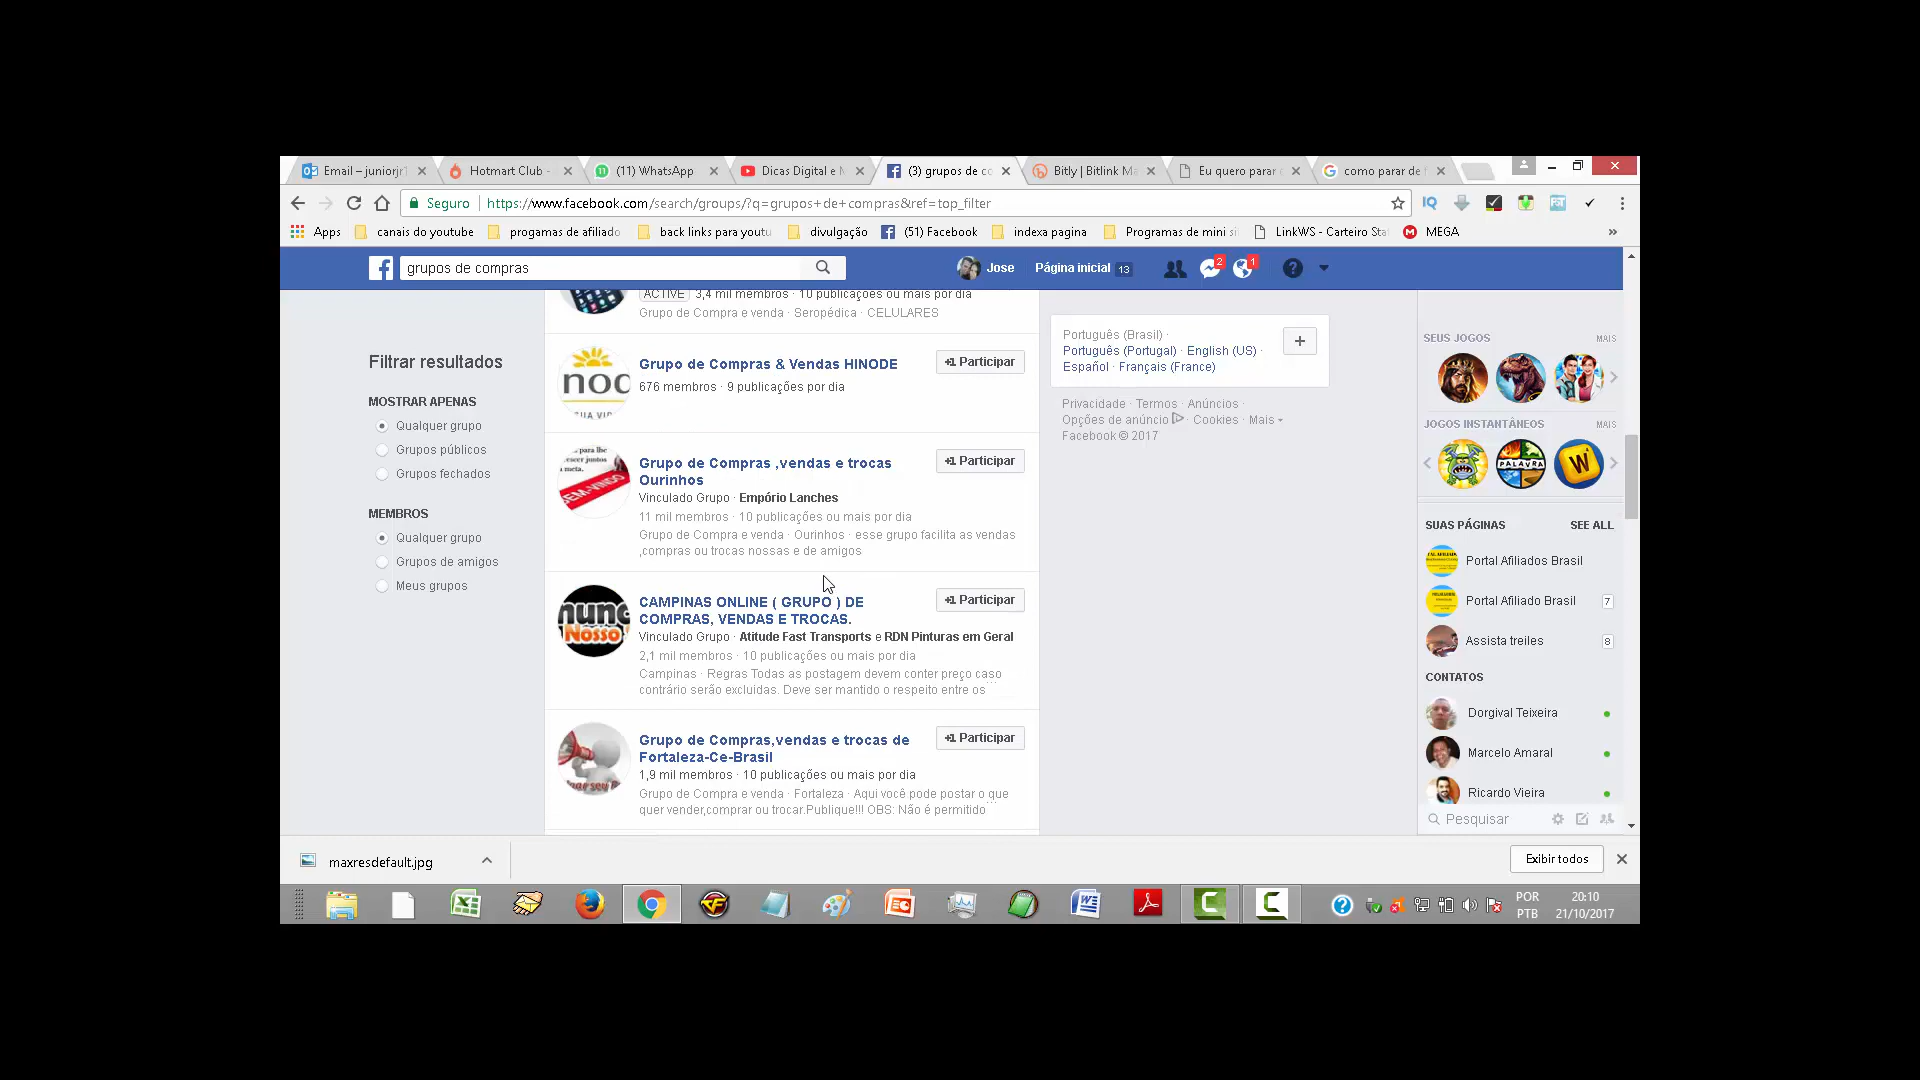 Email – juniorjr1
Hotmart Club -
(11) WhatsApp
Dicas Digital e M
(3) grupos de co
Bitly | Bitlink Ma
Eu quero parar
como parar de f
Seguro
https://www.facebook.com/search/groups/?q=grupos+de+compras&ref=top_filter
Apps
canais do youtube
progamas de afiliado
back links para youtu
divulgação
(51) Facebook
indexa pagina
Programas de mini si
LinkWS - Carteiro Sta
MEGA
grupos de compras
Jose
Página inicial 13
2
1
ACTIVE 3,4 mil membros · 10 publicações ou mais por dia
Grupo de Compra e venda · Seropédica · CELULARES
Filtrar resultados
MOSTRAR APENAS
Qualquer grupo
Grupos públicos
Grupos fechados
MEMBROS
Qualquer grupo
Grupos de amigos
Meus grupos
Grupo de Compras & Vendas HINODE
676 membros · 9 publicações por dia
+1 Participar
Grupo de Compras ,vendas e trocas
Ourinhos
Vinculado Grupo · Empório Lanches
11 mil membros · 10 publicações ou mais por dia
Grupo de Compra e venda · Ourinhos · esse grupo facilita as vendas
,compras ou trocas nossas e de amigos
+1 Participar
CAMPINAS ONLINE ( GRUPO ) DE
COMPRAS, VENDAS E TROCAS.
Vinculado Grupo · Atitude Fast Transports e RDN Pinturas em Geral
2,1 mil membros · 10 publicações ou mais por dia
Campinas · Regras Todas as postagem devem conter preço caso
contrário serão excluídas. Deve ser mantido o respeito entre os
+1 Participar
Grupo de Compras,vendas e trocas de
Fortaleza-Ce-Brasil
1,9 mil membros · 10 publicações ou mais por dia
Grupo de Compra e venda · Fortaleza · Aqui você pode postar o que
quer vender,comprar ou trocar.Publique!!! OBS: Não é permitido
+1 Participar
Português (Brasil) ·
Português (Portugal) · English (US) ·
Español · Français (France)
Privacidade · Termos · Anúncios ·
Opções de anúncio · Cookies · Mais
Facebook © 2017
SEUS JOGOS
MAIS
JOGOS INSTANTÂNEOS
MAIS
PALAVRA
W
SUAS PÁGINAS
SEE ALL
Portal Afiliados Brasil
Portal Afiliado Brasil
7
Assista treiles
8
CONTATOS
Dorgival Teixeira
Marcelo Amaral
Ricardo Vieira
Pesquisar
maxresdefault.jpg
Exibir todos
POR
PTB
20:10
21/10/2017